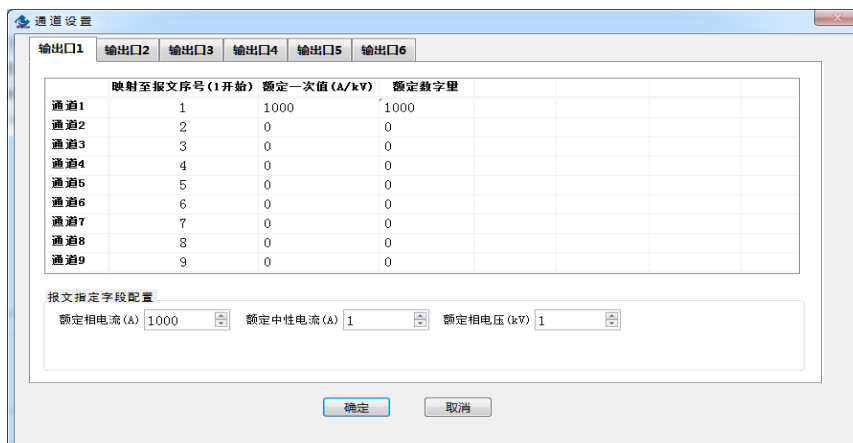 通道设置
输出口1 输出口2 输出口3 输出口4 输出口5 输出口6
映射至报文序号(1开始) 额定一次值(A/kV) 额定数字里
通道1 1 1000 1000
通道2 2 0 0
通道3 3 0 0
通道4 4 0 0
通道5 5 0 0
通道6 6 0 0
通道7 7 0 0
通道8 8 0 0
通道9 9 0 0
报文指定字段配置
额定相电流(A) 1000 额定中性电流(A) 1 额定相电压(kV) 1
确定 取消